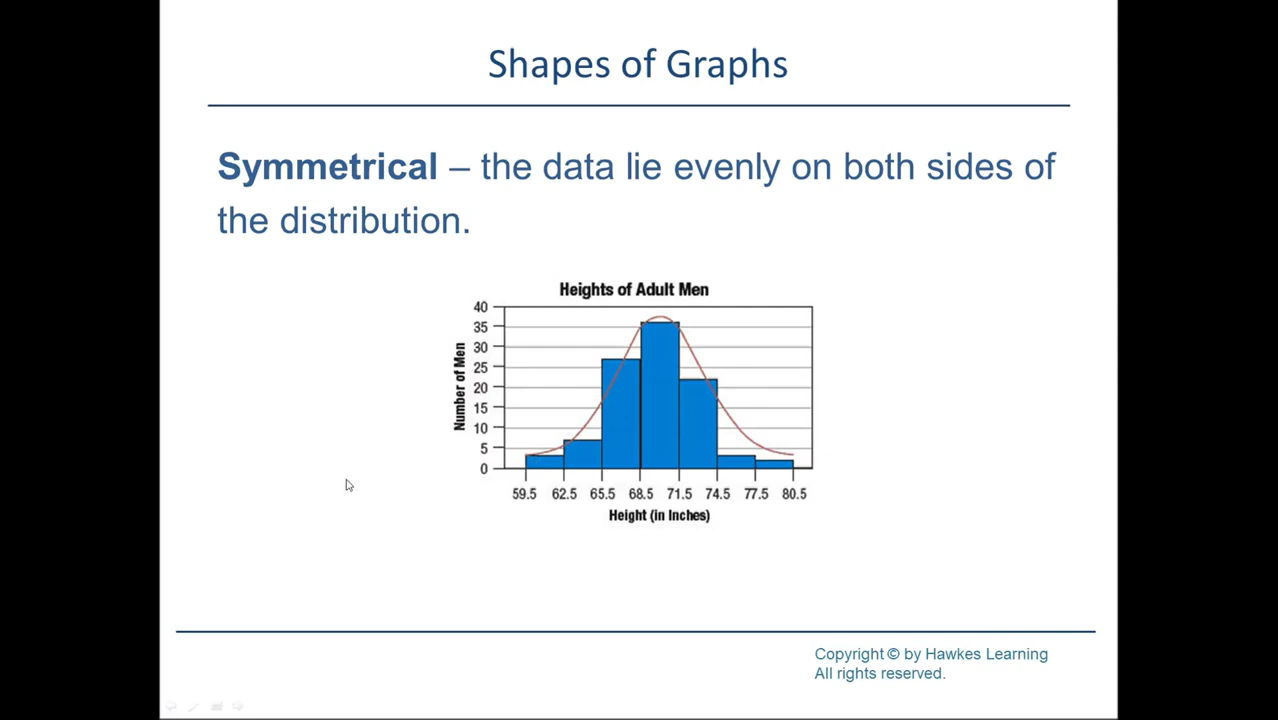 Shapes of Graphs
Symmetrical – the data lie evenly on both sides of
the distribution.
Heights of Adult Men
Number of Men
40
35
30
25
20
15
10
5
0
59.5 62.5 65.5 68.5 71.5 74.5 77.5 80.5
Height (in Inches)
Copyright © by Hawkes Learning
All rights reserved.